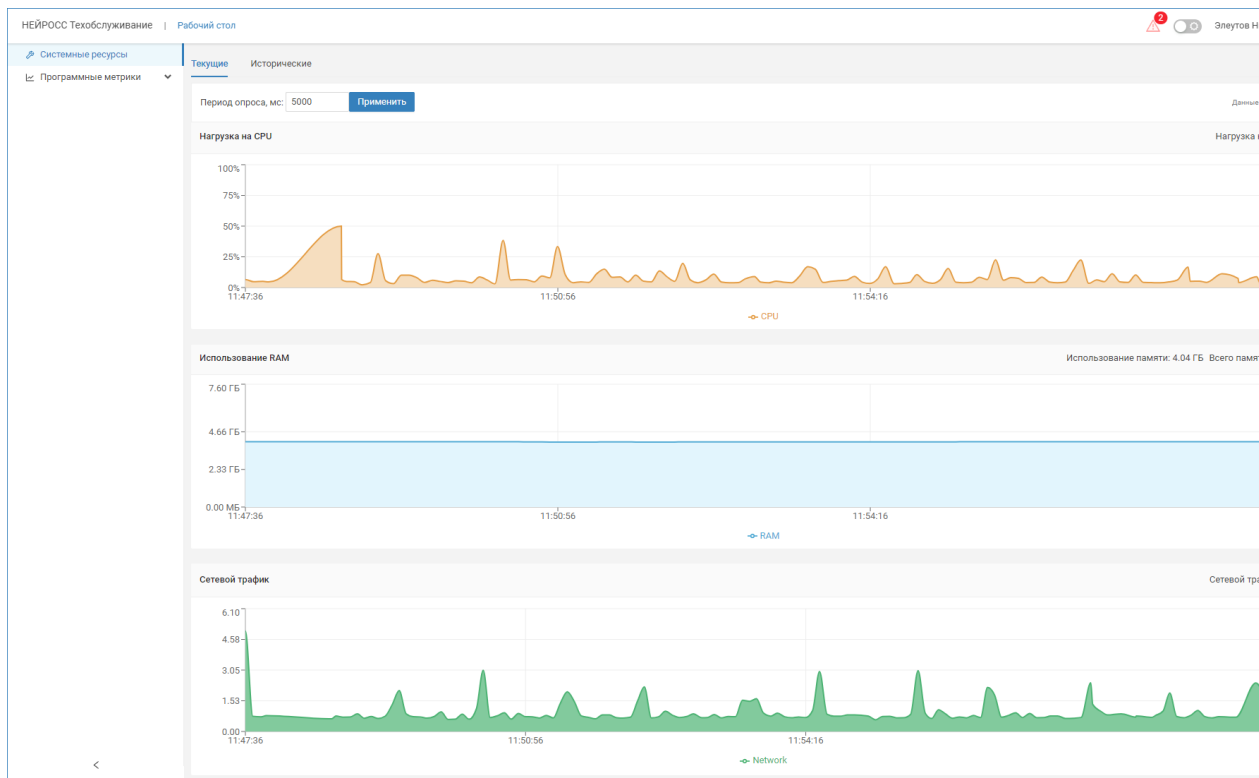 НЕЙРОСС Техобслуживание | Рабочий стол
2
Элеутов Н
Системные ресурсы
Программные метрики
Текущие Исторические
Период опроса, мс: 5000 Применить
Данные
Нагрузка на CPU
Нагрузка
100%
75%
50%
25%
0%
11:47:36 11:50:56 11:54:16
CPU
Использование RAM
Использование памяти: 4.04 ГБ Всего памя
7.60 ГБ
4.66 ГБ
2.33 ГБ
0.00 МБ
11:47:36 11:50:56 11:54:16
RAM
Сетевой трафик
Сетевой тра
6.10
4.58
3.05
1.53
0.00
11:47:36 11:50:56 11:54:16
Network